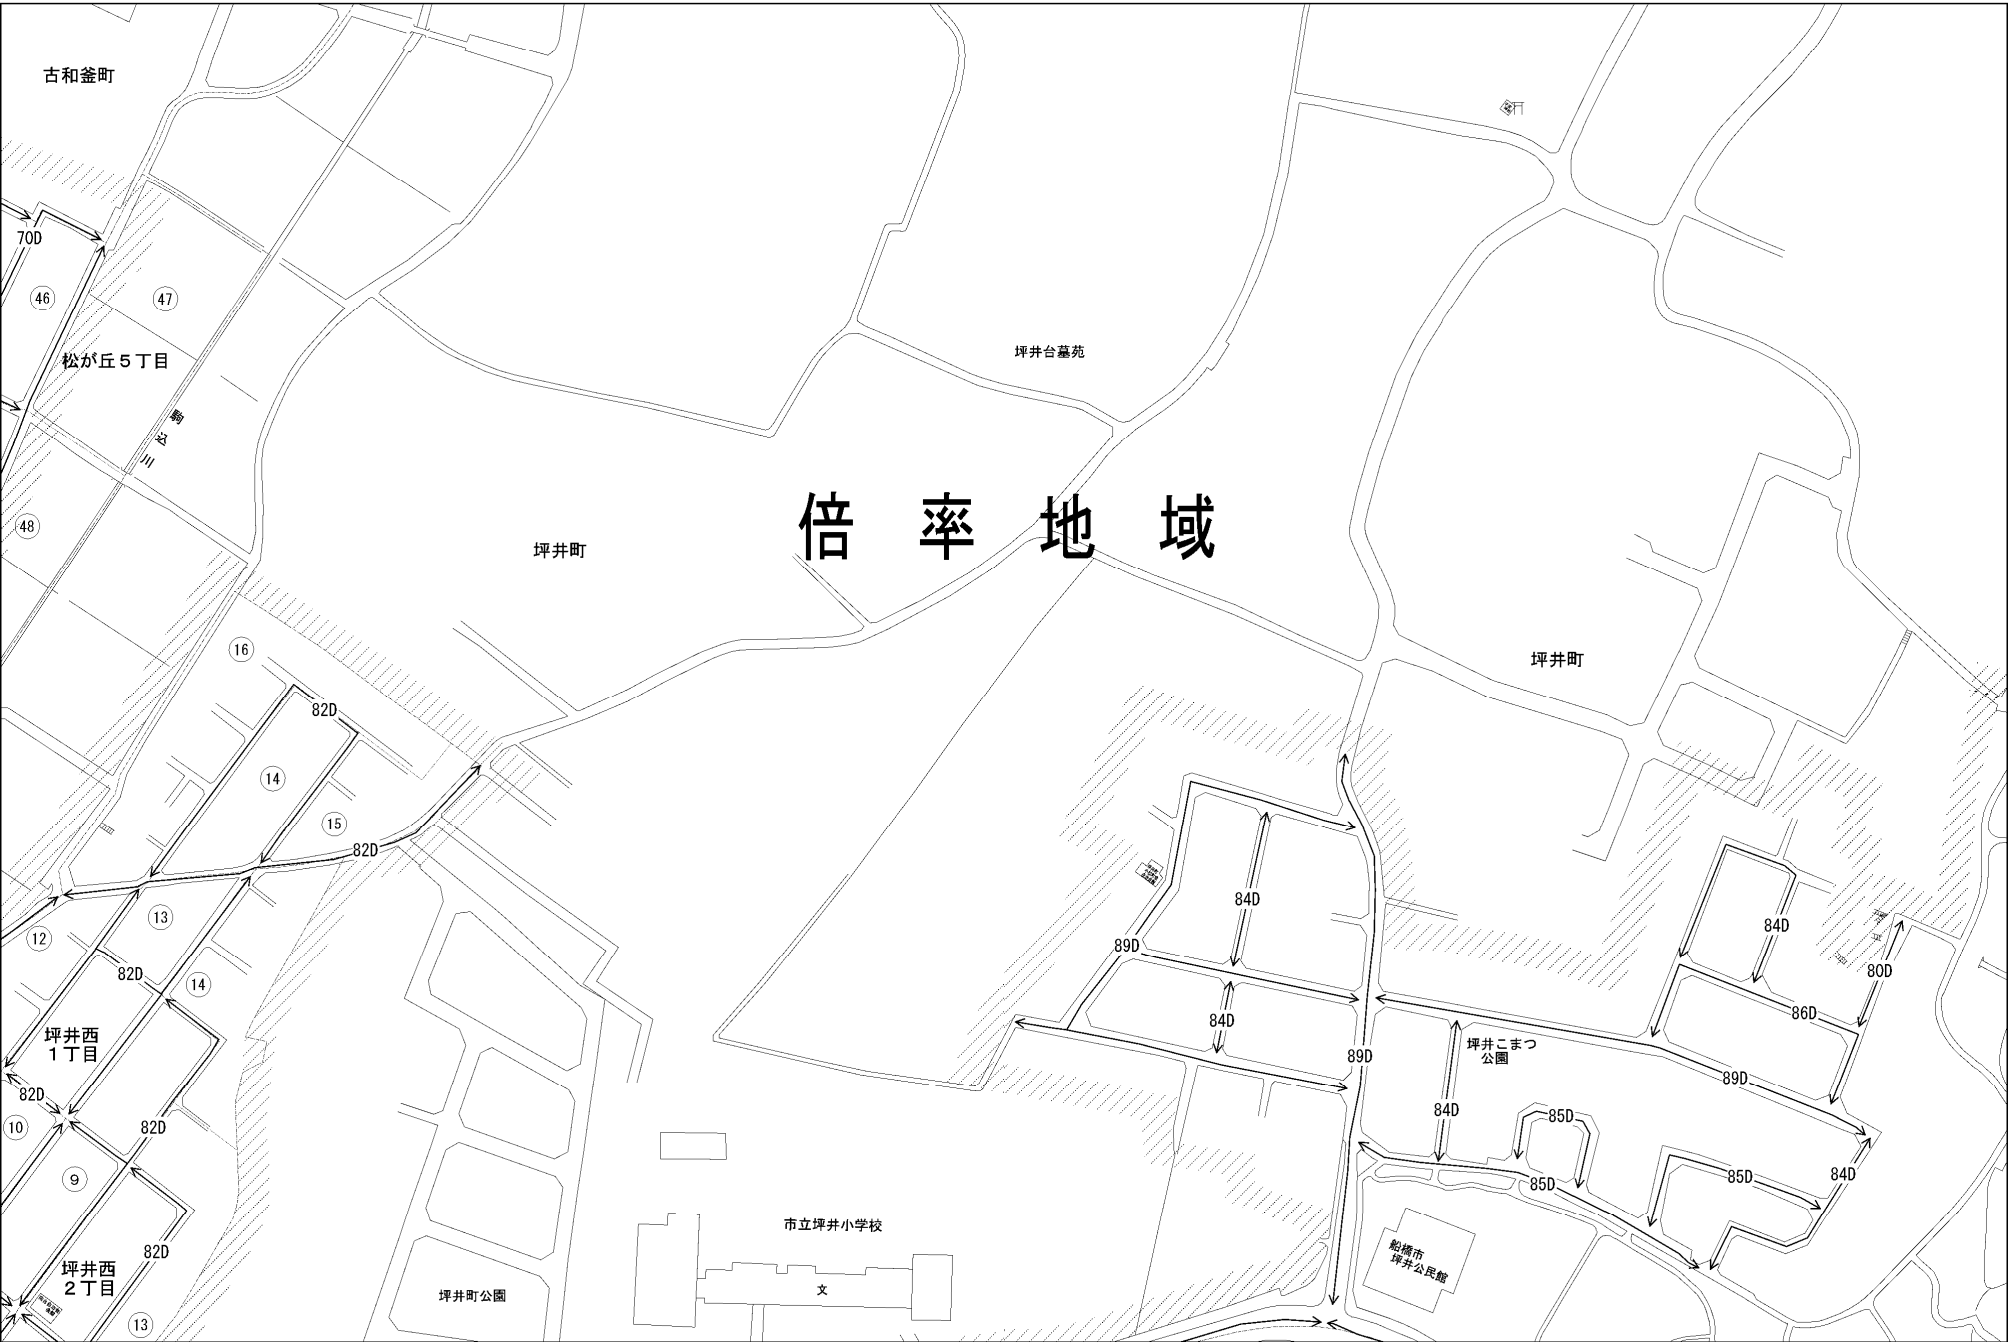 古和釜町
70D
46
47
松が丘５丁目
駒込川
坪井台墓苑
48
倍率地域
坪井町
坪井町
16
82D
14
15
82D
84D
89D
84D
80D
86D
13
12
82D
14
84D
坪井西
１丁目
89D
坪井こまつ
公園
89D
82D
10
82D
84D
85D
9
85D
85D
84D
市立坪井小学校
文
82D
坪井西
２丁目
船橋市
坪井公民館
坪井町公園
13